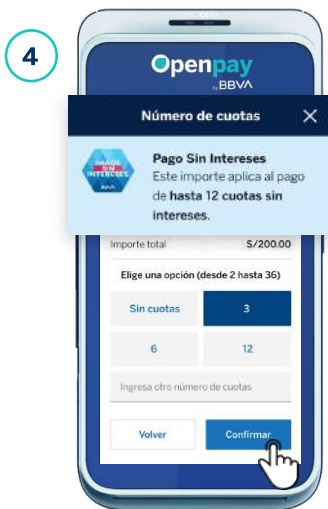 4
Openpay
by BBVA
Número de cuotas
PAGOS
SIN
INTERESES
BBVA
Pago Sin Intereses
Este importe aplica al pago
de hasta 12 cuotas sin
intereses.
Importe total S/200.00
Elige una opción (desde 2 hasta 36)
Sin cuotas 3
6 12
Ingresa otro número de cuotas
Volver Confirmar